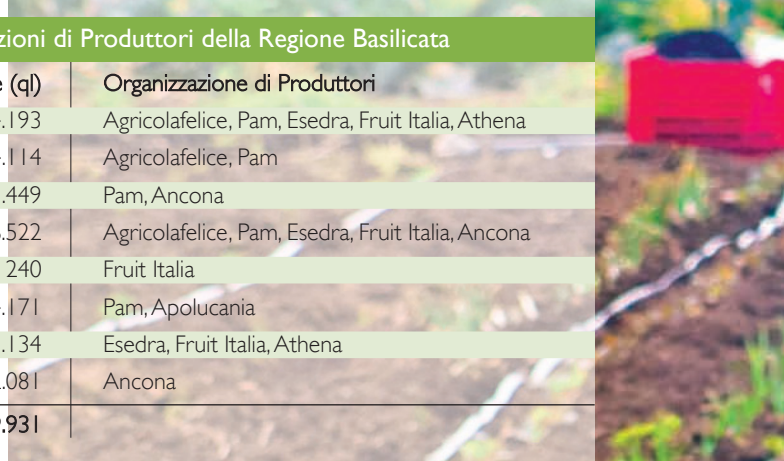 zioni di Produttori della Regione Basilicata
(ql) Organizzazione di Produttori
.193 Agricolafelice, Pam, Esedra, Fruit Italia, Athena
.114 Agricolafelice, Pam
.449 Pam, Ancona
.522 Agricolafelice, Pam, Esedra, Fruit Italia, Ancona
240 Fruit Italia
.171 Pam, Apolucania
.134 Esedra, Fruit Italia, Athena
.081 Ancona
.931